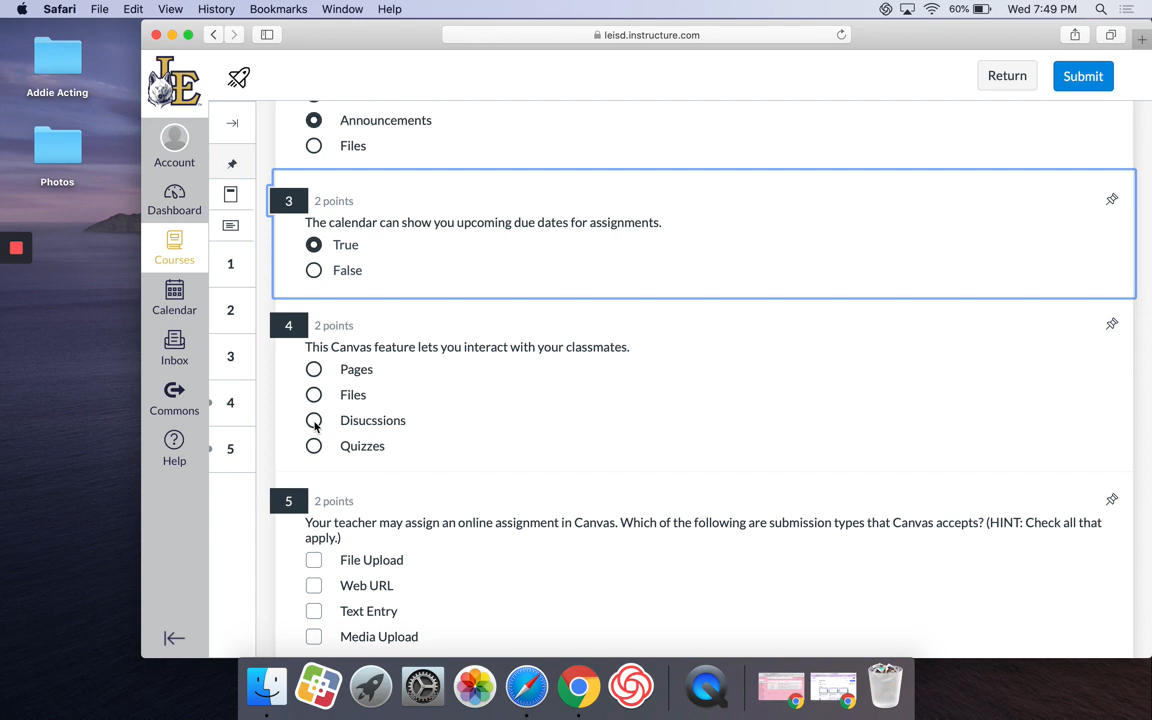 Safari File Edit View History Bookmarks Window Help 60% Wed 7:49 PM
leisd.instructure.com
Addie Acting
Photos
LE
Return Submit
Account
Dashboard
Courses
Calendar
Inbox
Commons
Help
1
2
3
4
5
Announcements
Files
3 2 points
The calendar can show you upcoming due dates for assignments.
True
False
4 2 points
This Canvas feature lets you interact with your classmates.
Pages
Files
Disucssions
Quizzes
5 2 points
Your teacher may assign an online assignment in Canvas. Which of the following are submission types that Canvas accepts? (HINT: Check all that
apply.)
File Upload
Web URL
Text Entry
Media Upload